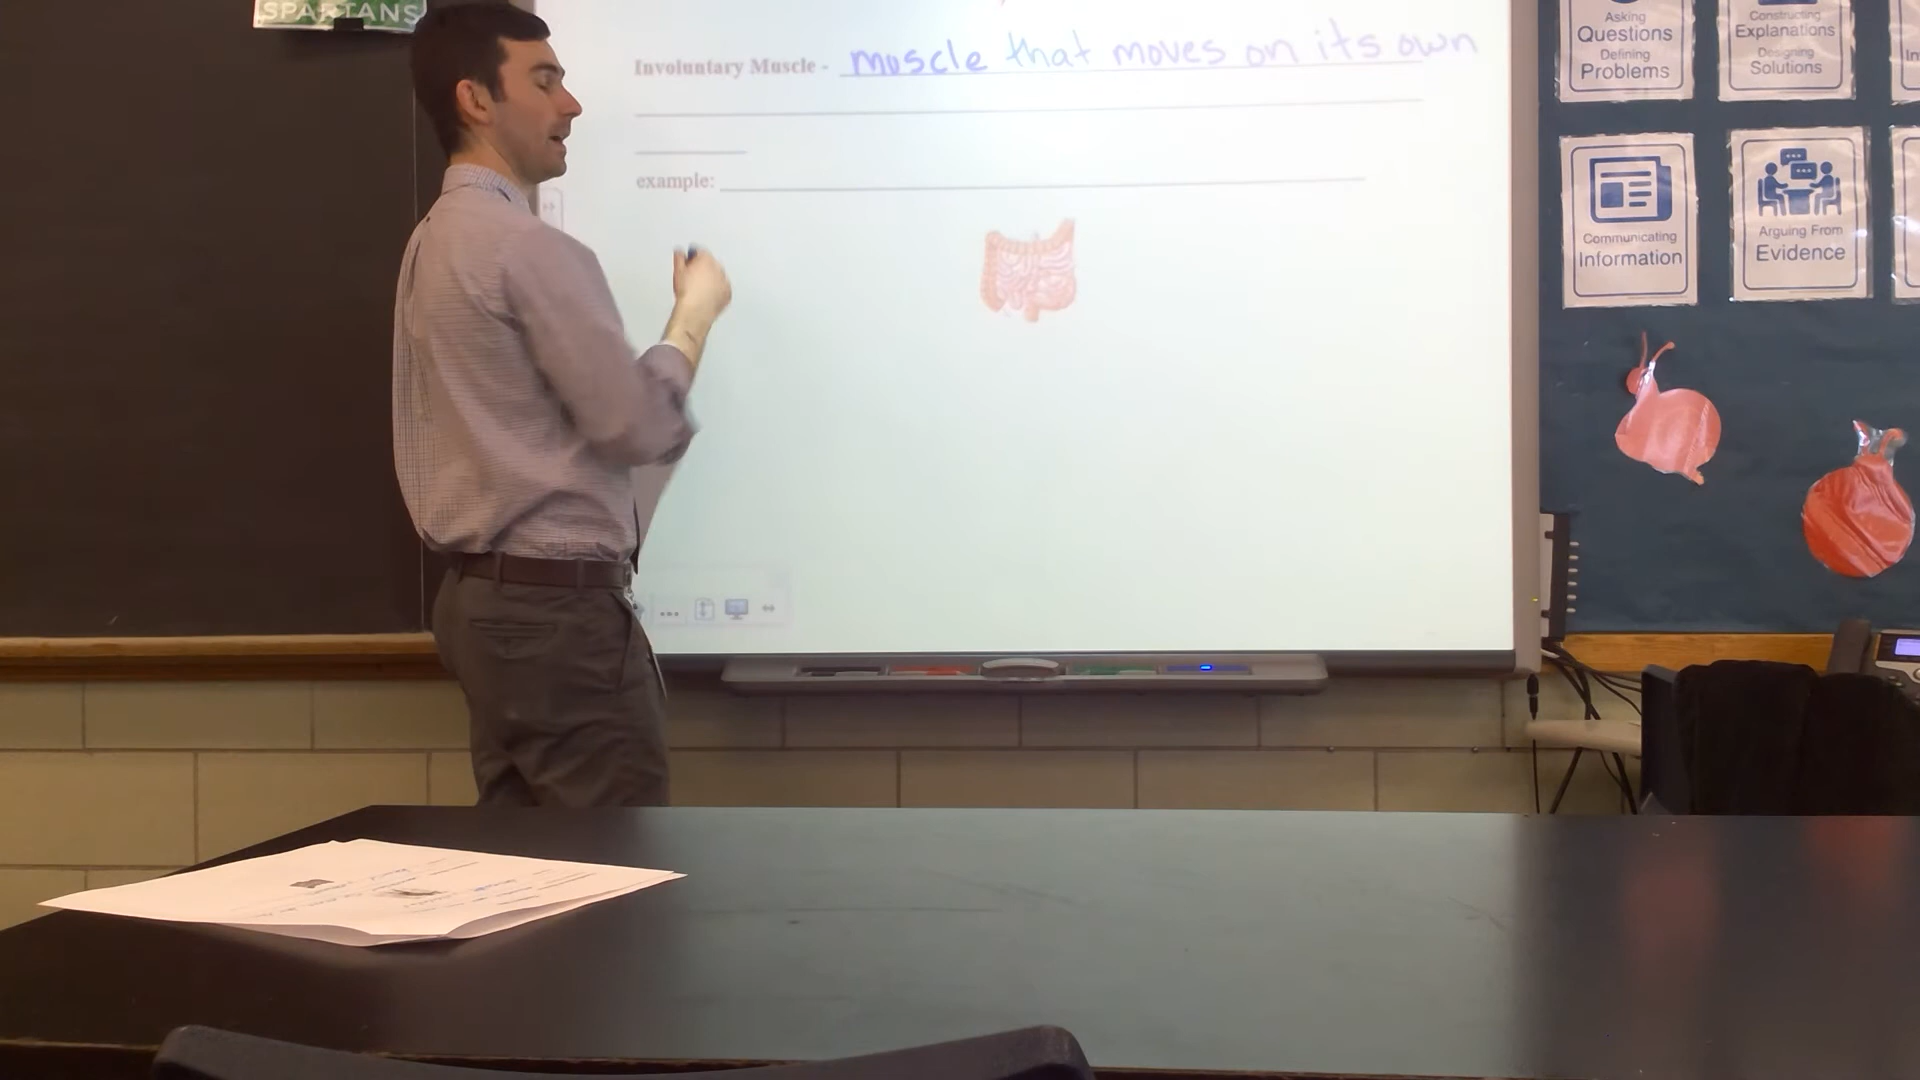 SPARTANS
Involuntary Muscle - muscle that moves on its own
example:
Asking
Questions
Defining
Problems
Constructing
Explanations
Designing
Solutions
Communicating
Information
Arguing From
Evidence